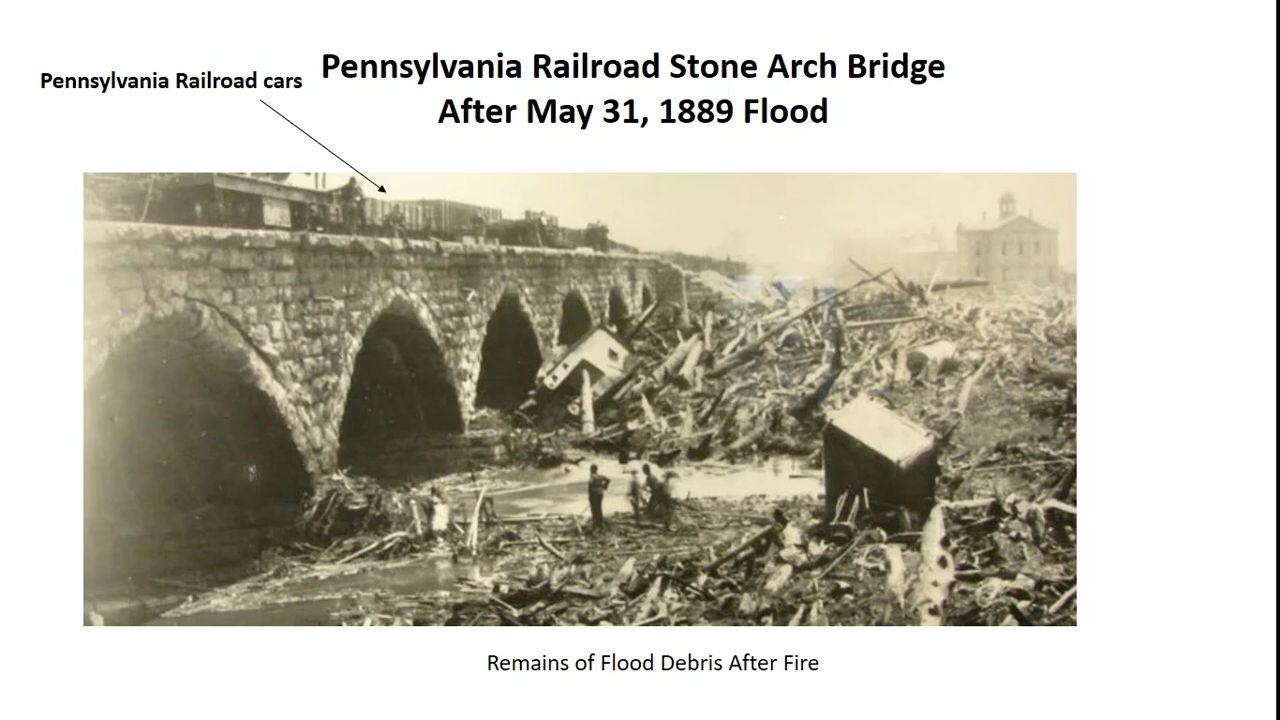 Pennsylvania Railroad cars
Pennsylvania Railroad Stone Arch Bridge
After May 31, 1889 Flood
Remains of Flood Debris After Fire